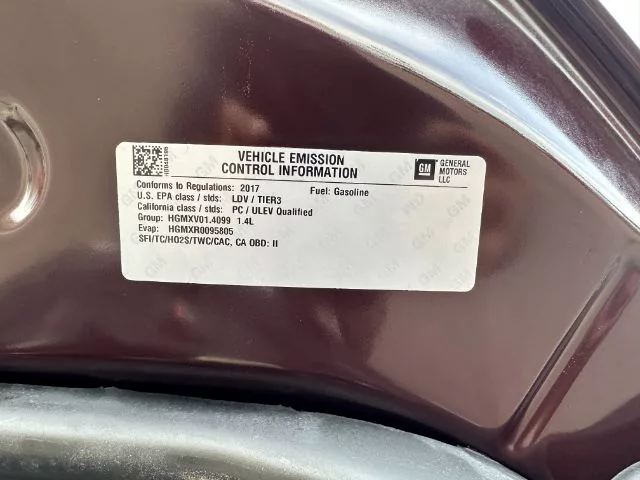 VEHICLE EMISSION
CONTROL INFORMATION
GM GENERAL
MOTORS
LLC
Conforms to Regulations: 2017 Fuel: Gasoline
U.S. EPA class / stds: LDV / TIER3
California class / stds: PC / ULEV Qualified
Group: HGMXV01.4099 1.4L
Evap: HGMXR0095805
SFI/TC/HO2S/TWC/CAC, CA OBD: II